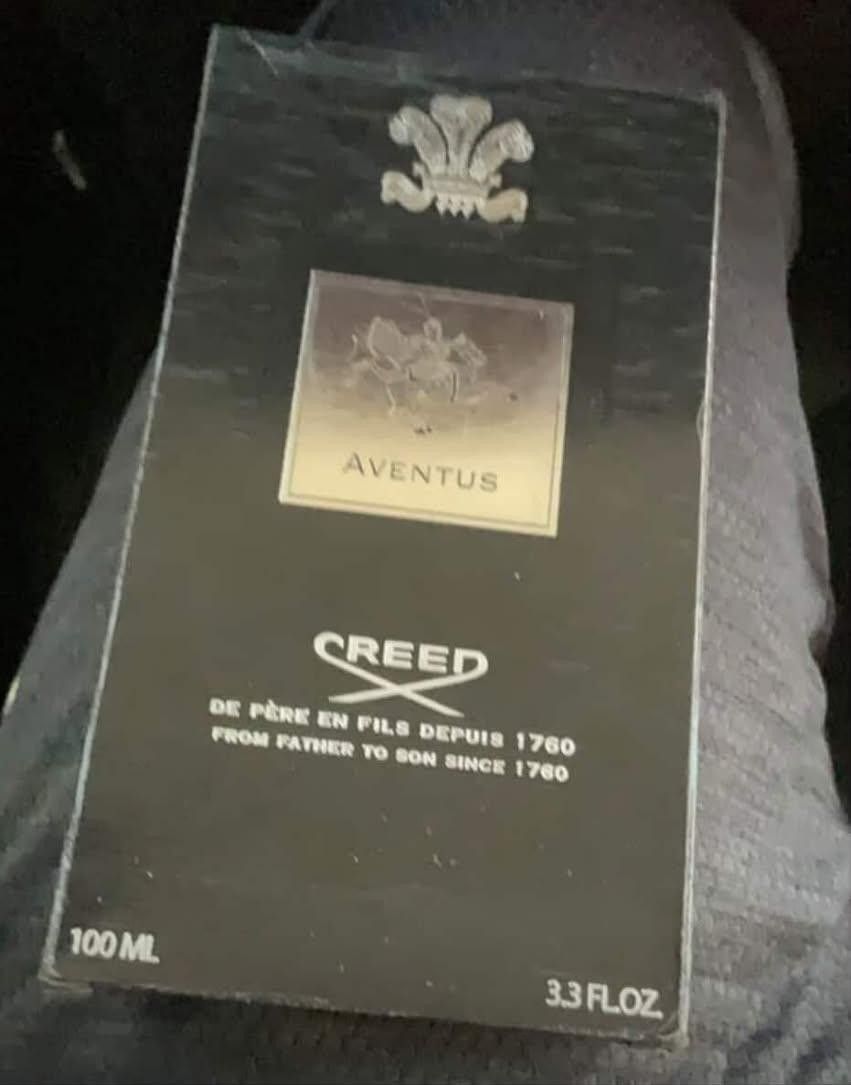 AVENTUS
CREED
DE PÈRE EN FILS DEPUIS 1760
FROM FATHER TO SON SINCE 1760
100 ML
3.3 FL OZ